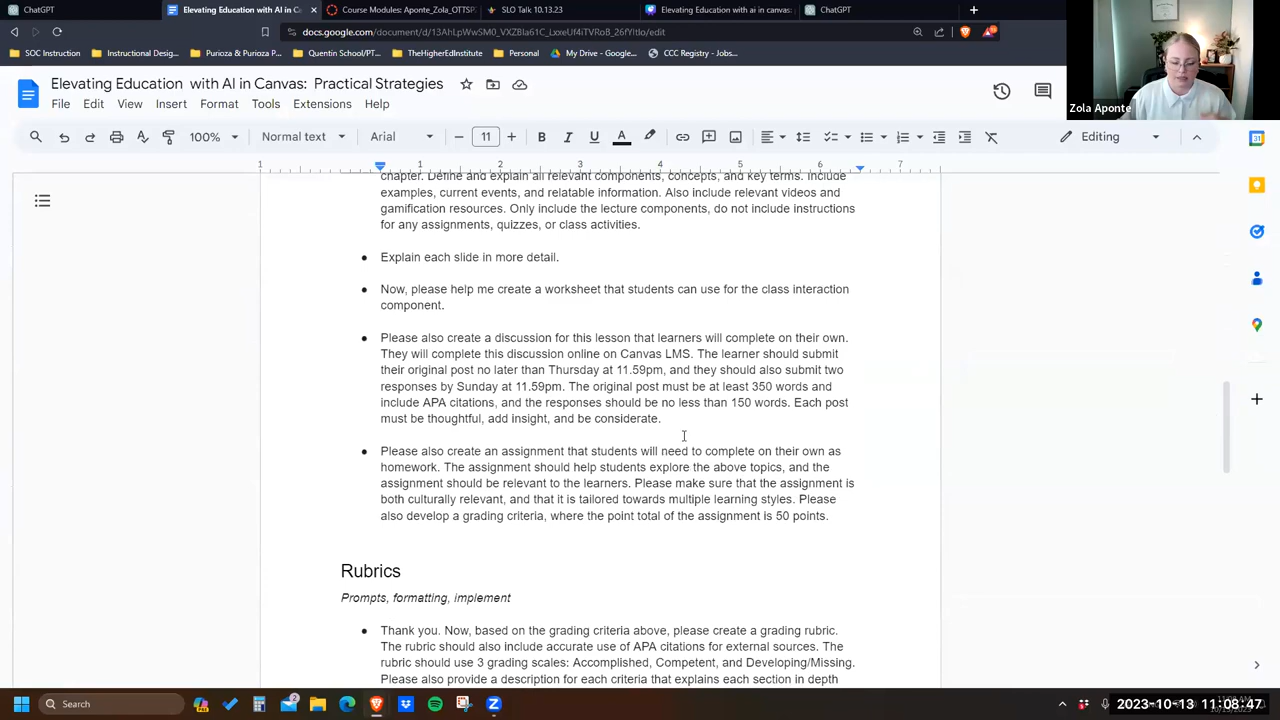 ChatGPT
Elevating Education with AI in C
Course Modules: Aponte_Zola_OTTSP
SLO Talk 10.13.23
Elevating Education with AI in canvas:
ChatGPT
SOC Instruction
Instructional Desig...
Purioza & Purioza P...
Quentin School/PT...
TheHigherEdInstitute
Personal
My Drive - Google...
CCC Registry - Jobs...
Zola Aponte
Elevating Education with AI in Canvas: Practical Strategies
File Edit View Insert Format Tools Extensions Help
100% Normal text Arial 11 Editing
1 1 2 3 4 5 6 7
chapter. Define and explain all relevant components, concepts, and key terms. Include
examples, current events, and relatable information. Also include relevant videos and
gamification resources. Only include the lecture components, do not include instructions
for any assignments, quizzes, or class activities.
● Explain each slide in more detail.
● Now, please help me create a worksheet that students can use for the class interaction
component.
● Please also create a discussion for this lesson that learners will complete on their own.
They will complete this discussion online on Canvas LMS. The learner should submit
their original post no later than Thursday at 11.59pm, and they should also submit two
responses by Sunday at 11.59pm. The original post must be at least 350 words and
include APA citations, and the responses should be no less than 150 words. Each post
must be thoughtful, add insight, and be considerate.
● Please also create an assignment that students will need to complete on their own as
homework. The assignment should help students explore the above topics, and the
assignment should be relevant to the learners. Please make sure that the assignment is
both culturally relevant, and that it is tailored towards multiple learning styles. Please
also develop a grading criteria, where the point total of the assignment is 50 points.
Rubrics
Prompts, formatting, implement
● Thank you. Now, based on the grading criteria above, please create a grading rubric.
The rubric should also include accurate use of APA citations for external sources. The
rubric should use 3 grading scales: Accomplished, Competent, and Developing/Missing.
Please also provide a description for each criteria that explains each section in depth
Search
2023-10-13 11:08:47